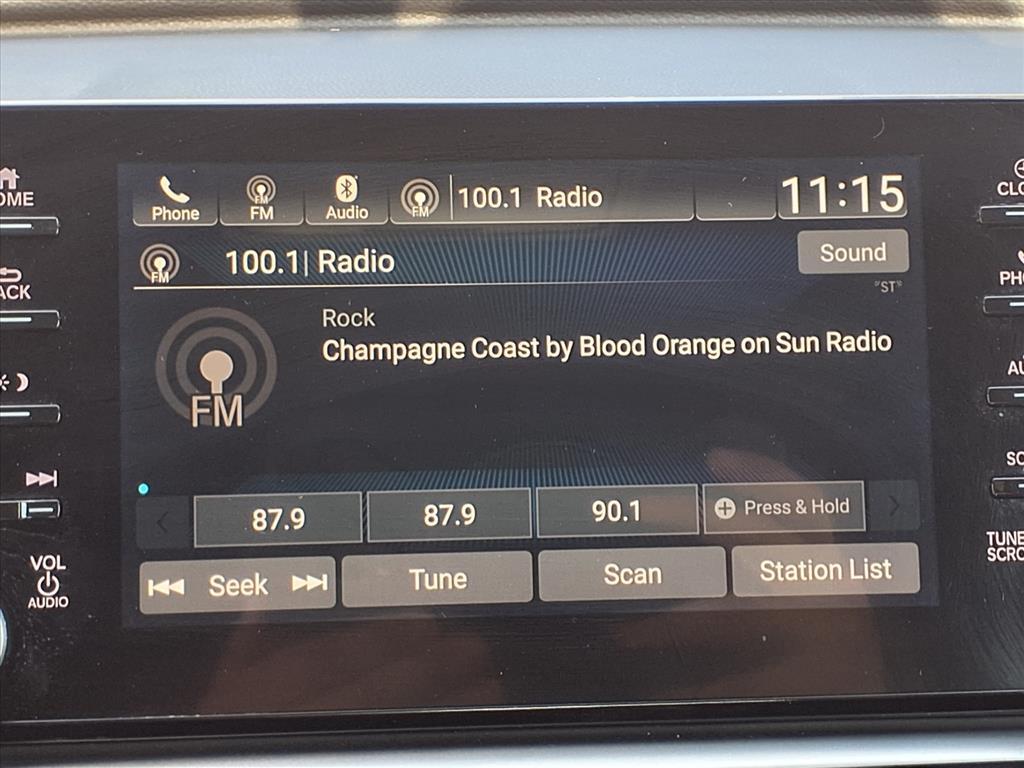 Phone
FM
Audio
FM
100.1 Radio
11:15
FM
100.1| Radio
Sound
"ST"
Rock
Champagne Coast by Blood Orange on Sun Radio
FM
87.9
87.9
90.1
Press & Hold
Seek
Tune
Scan
Station List
VOL
AUDIO